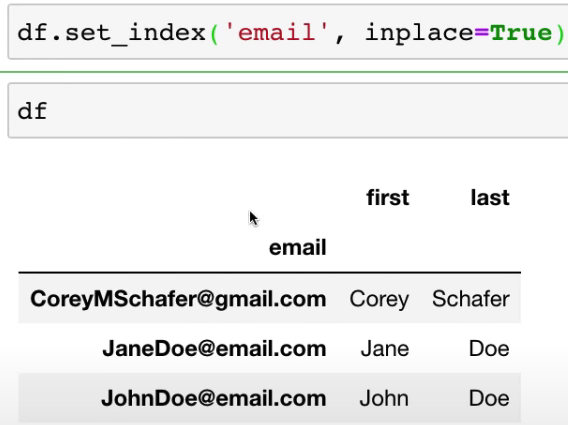 df.set_index('email', inplace=True)
df
first last
email
CoreyMSchafer@gmail.com Corey Schafer
JaneDoe@email.com Jane Doe
JohnDoe@email.com John Doe